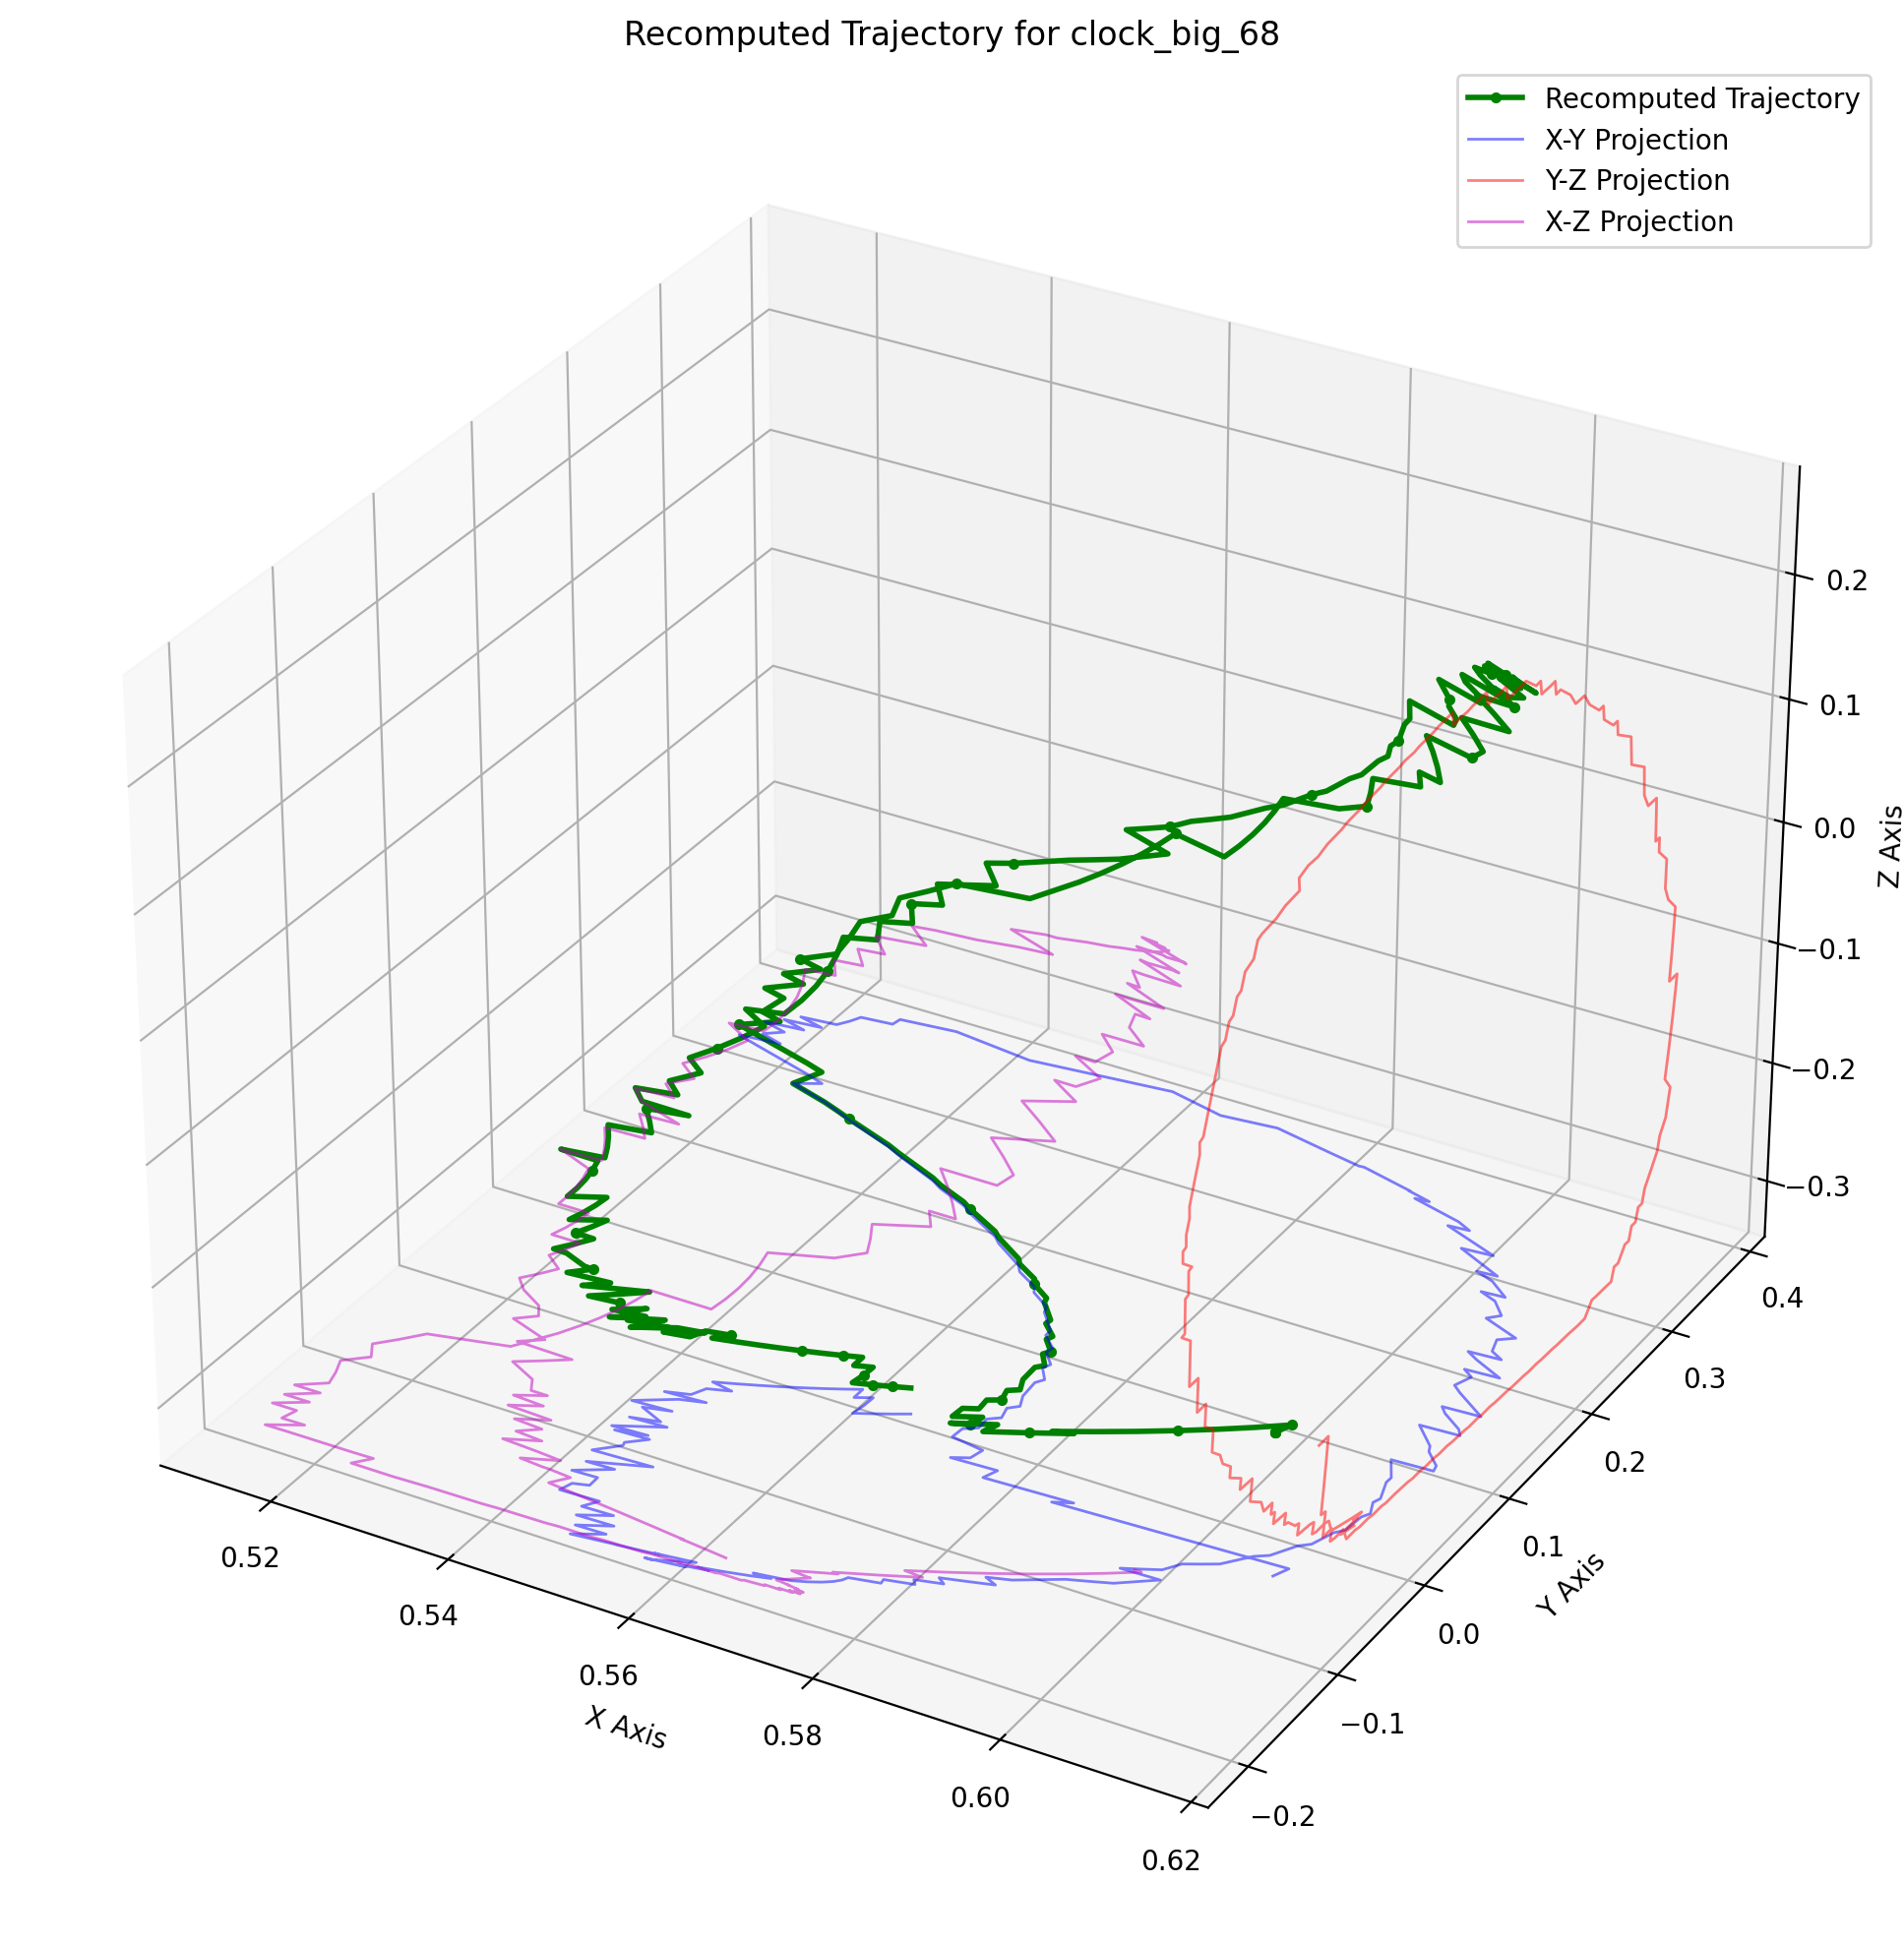 Recomputed Trajectory for clock_big_68
Recomputed Trajectory
X-Y Projection
Y-Z Projection
X-Z Projection
0.2
0.1
0.0
−0.1
−0.2
−0.3
Z Axis
0.4
0.3
0.2
0.1
0.0
−0.1
−0.2
Y Axis
0.52
0.54
0.56
0.58
0.60
0.62
X Axis